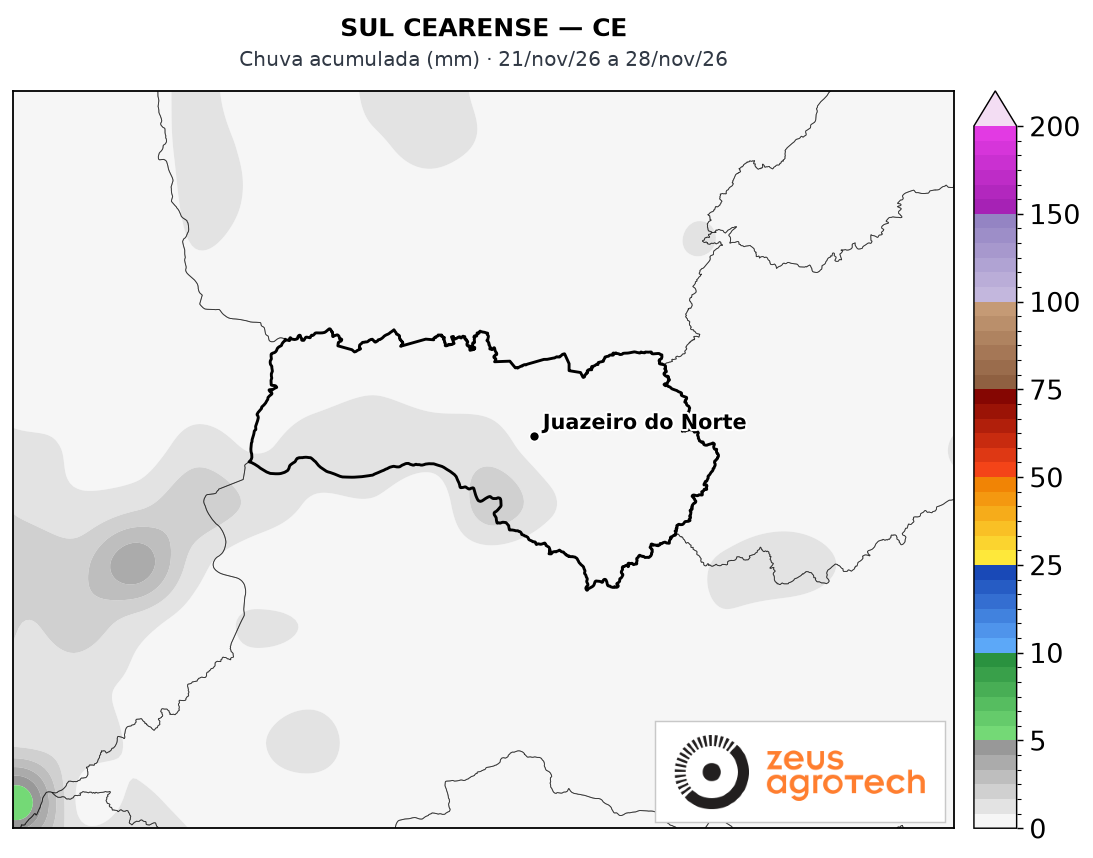 SUL CEARENSE — CE
Chuva acumulada (mm) · 21/nov/26 a 28/nov/26
200
150
100
75
50
25
10
5
0
Juazeiro do Norte
zeus
agrotech